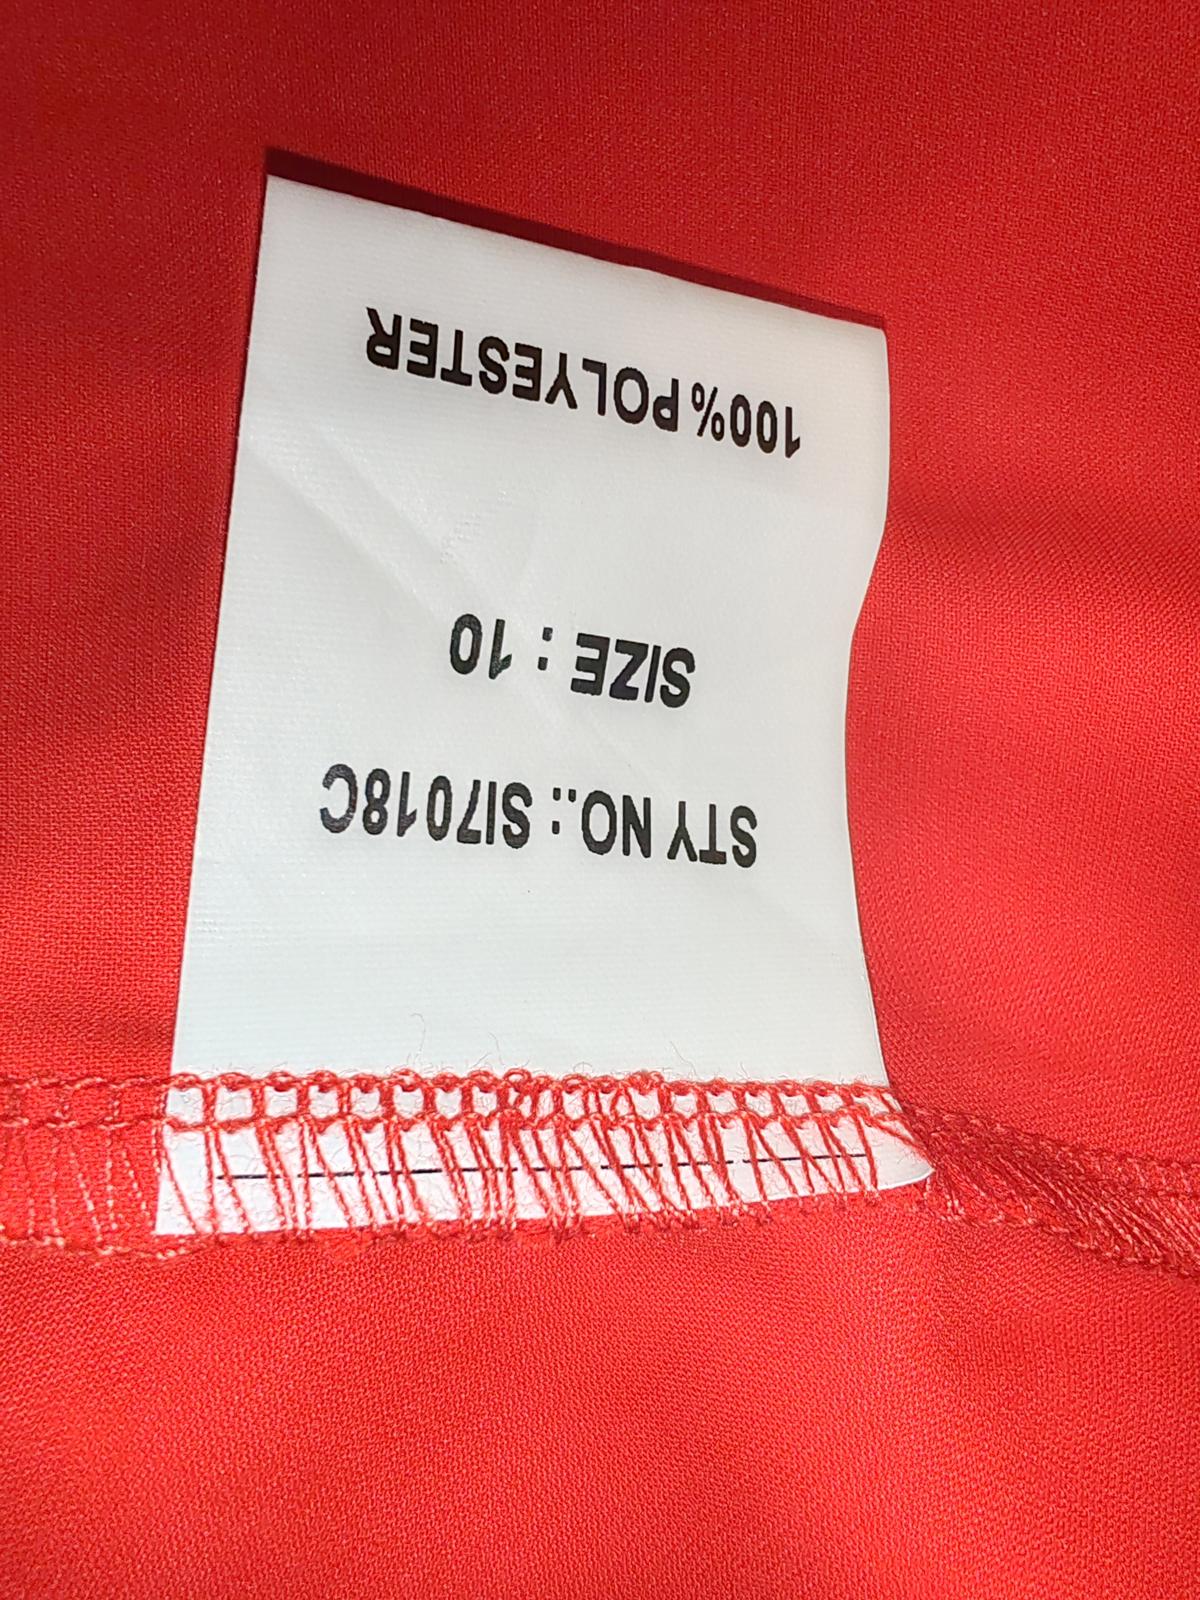 STY NO.: SI7018C
SIZE : 10
100% POLYESTER